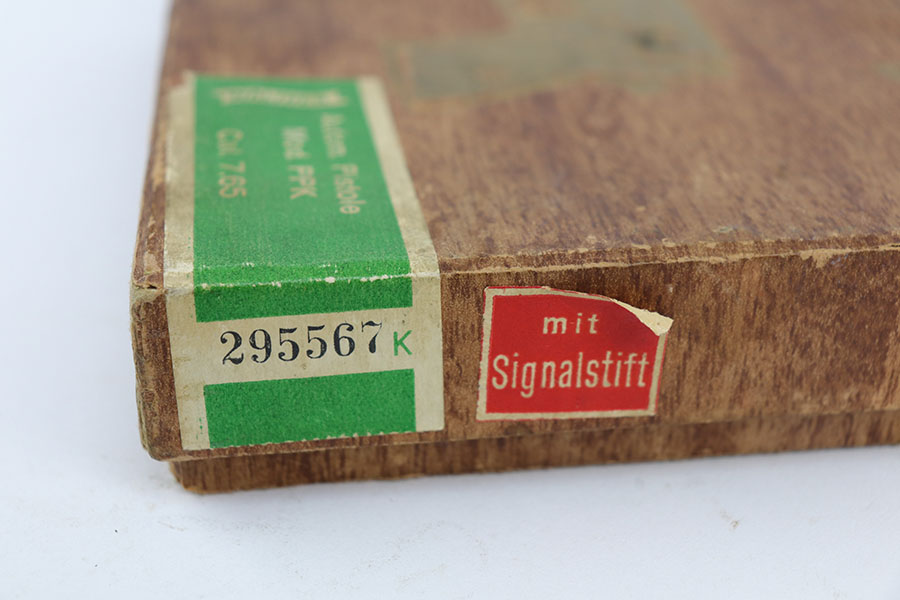 Autom. Pistole
Mod. PPK
Cal. 7.65
295567 K
mit
Signalstift